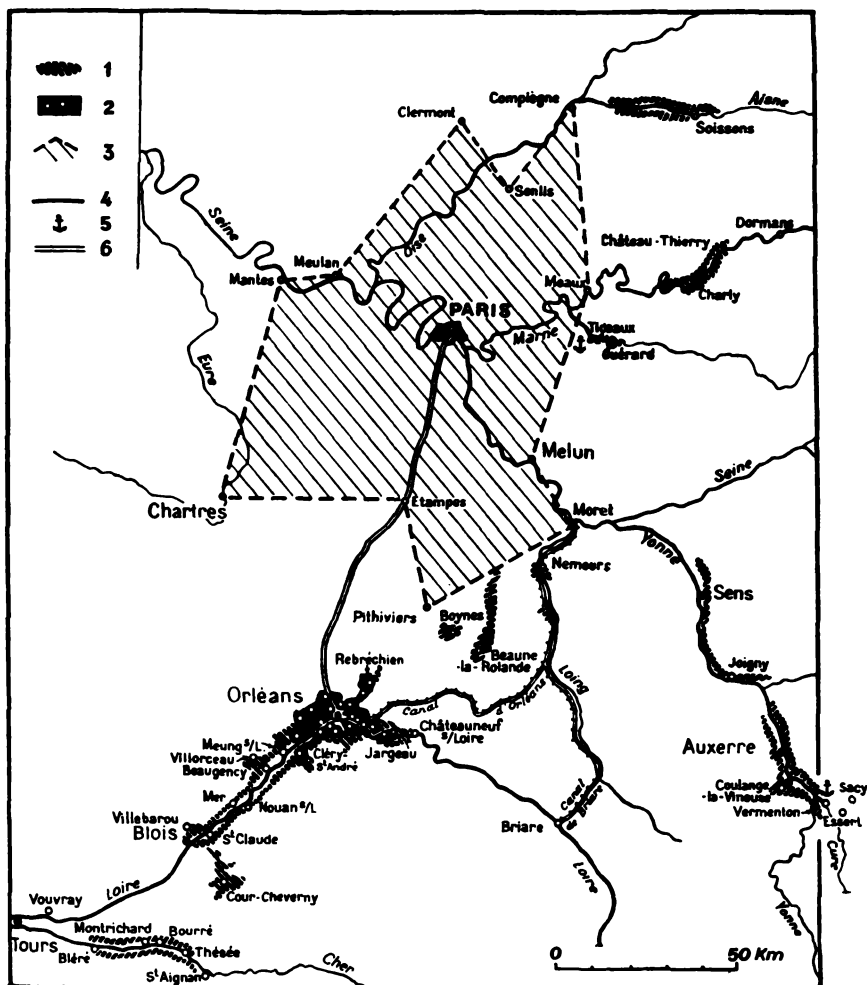 1
2
3
4
5
6
Compiègne
Aisne
Clermont
Soissons
Senlis
Seine
Oise
Dormans
Château-Thierry
Meulan
Mantes
Meaux
Charly
PARIS
Marne
Guérard
Eure
Melun
Seine
Chartres
Étampes
Moret
Yonne
Nemours
Sens
Pithiviers
Boynes
Beaune
-la-Rolande
Rebréchien
Joigny
Loing
Orléans
Canal
d'Orléans
Châteauneuf
s/Loire
Meung s/L.
Cléry
St André
Jargeau
Villorceau
Beaugency
Auxerre
Mer
Nouan s/L
Coulange
-la-Vineuse
Sacy
Villebarou
Vermenton
Essert
Blois
St Claude
Briare
Canal
de Briare
Cure
Loire
Cour-Cheverny
Loire
Vouvray
Yonne
Montrichard
Bourré
Tours
Thésée
Bléré
St Aignan
Cher
0
50 Km